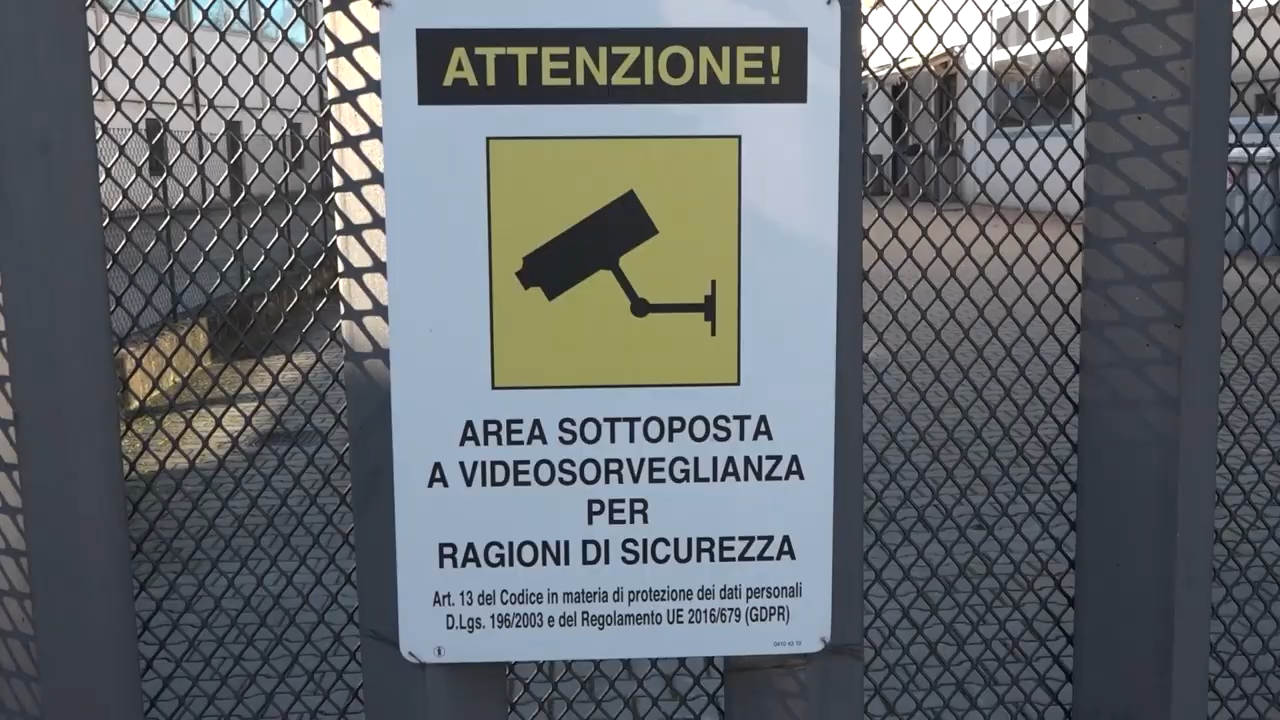 ATTENZIONE!
AREA SOTTOPOSTA
A VIDEOSORVEGLIANZA
PER
RAGIONI DI SICUREZZA
Art. 13 del Codice in materia di protezione dei dati personali
D.Lgs. 196/2003 e del Regolamento UE 2016/679 (GDPR)